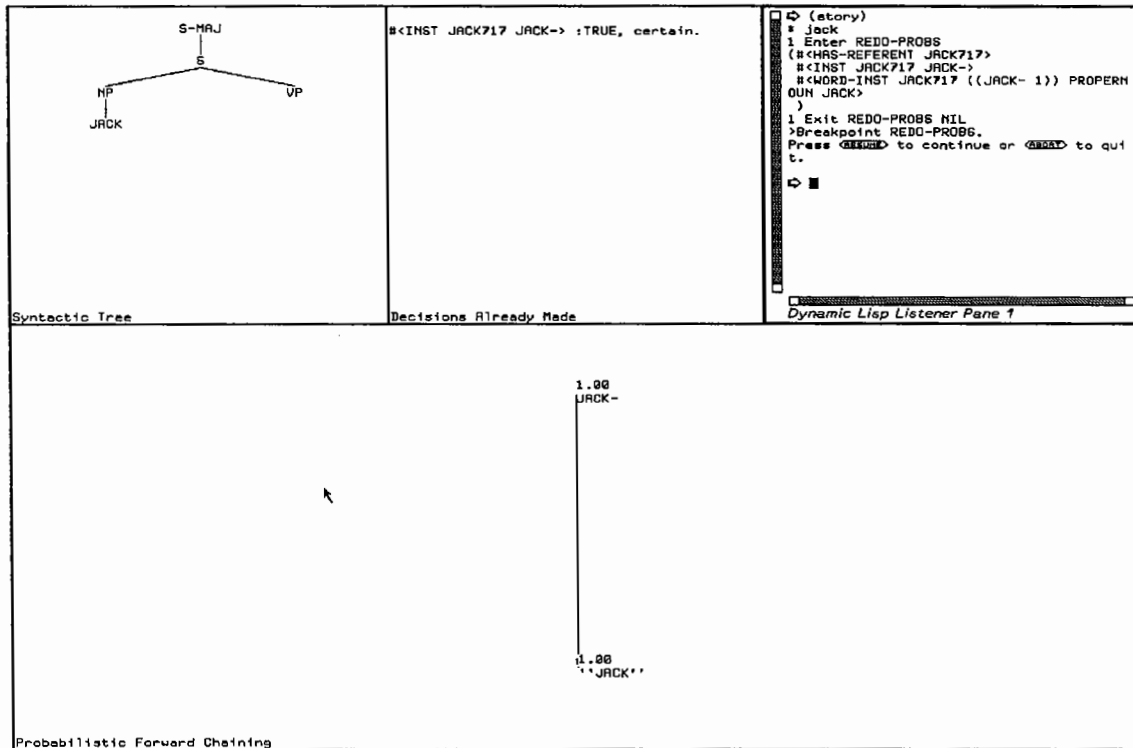 S-MAJ
S
NP VP
JACK
Syntactic Tree
#<INST JACK717 JACK-> :TRUE, certain.
Decisions Already Made
(story)
* jack
1 Enter REDO-PROBS
(#<HAS-REFERENT JACK717>
#<INST JACK717 JACK->
#<WORD-INST JACK717 ((JACK- 1)) PROPERN
OUN JACK>
)
1 Exit REDO-PROBS NIL
>Breakpoint REDO-PROBS.
Press <RESUME> to continue or <ABORT> to qui
t.
Dynamic Lisp Listener Pane 1
1.00
JACK-
1.00
''JACK''
Probabilistic Forward Chaining